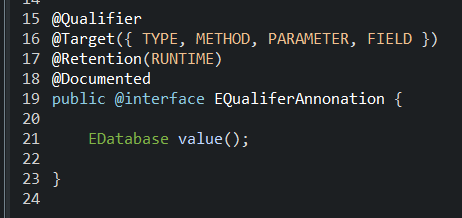 15 @Qualifier
16 @Target({ TYPE, METHOD, PARAMETER, FIELD })
17 @Retention(RUNTIME)
18 @Documented
19 public @interface EQualiferAnnonation {
20
21 EDatabase value();
22
23 }
24